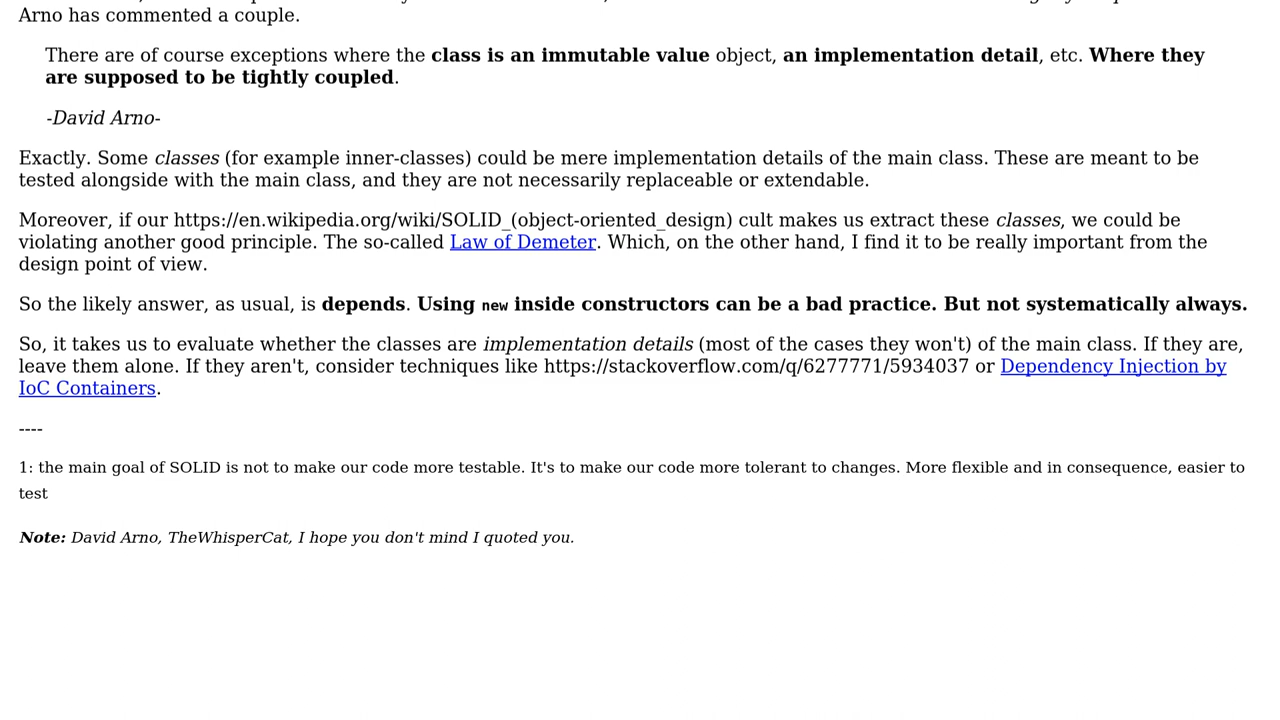 Arno has commented a couple.
There are of course exceptions where the class is an immutable value object, an implementation detail, etc. Where they
are supposed to be tightly coupled.
-David Arno-
Exactly. Some classes (for example inner-classes) could be mere implementation details of the main class. These are meant to be
tested alongside with the main class, and they are not necessarily replaceable or extendable.
Moreover, if our https://en.wikipedia.org/wiki/SOLID_(object-oriented_design) cult makes us extract these classes, we could be
violating another good principle. The so-called Law of Demeter. Which, on the other hand, I find it to be really important from the
design point of view.
So the likely answer, as usual, is depends. Using new inside constructors can be a bad practice. But not systematically always.
So, it takes us to evaluate whether the classes are implementation details (most of the cases they won't) of the main class. If they are,
leave them alone. If they aren't, consider techniques like https://stackoverflow.com/q/6277771/5934037 or Dependency Injection by
IoC Containers.
----
1: the main goal of SOLID is not to make our code more testable. It's to make our code more tolerant to changes. More flexible and in consequence, easier to
test
Note: David Arno, TheWhisperCat, I hope you don't mind I quoted you.